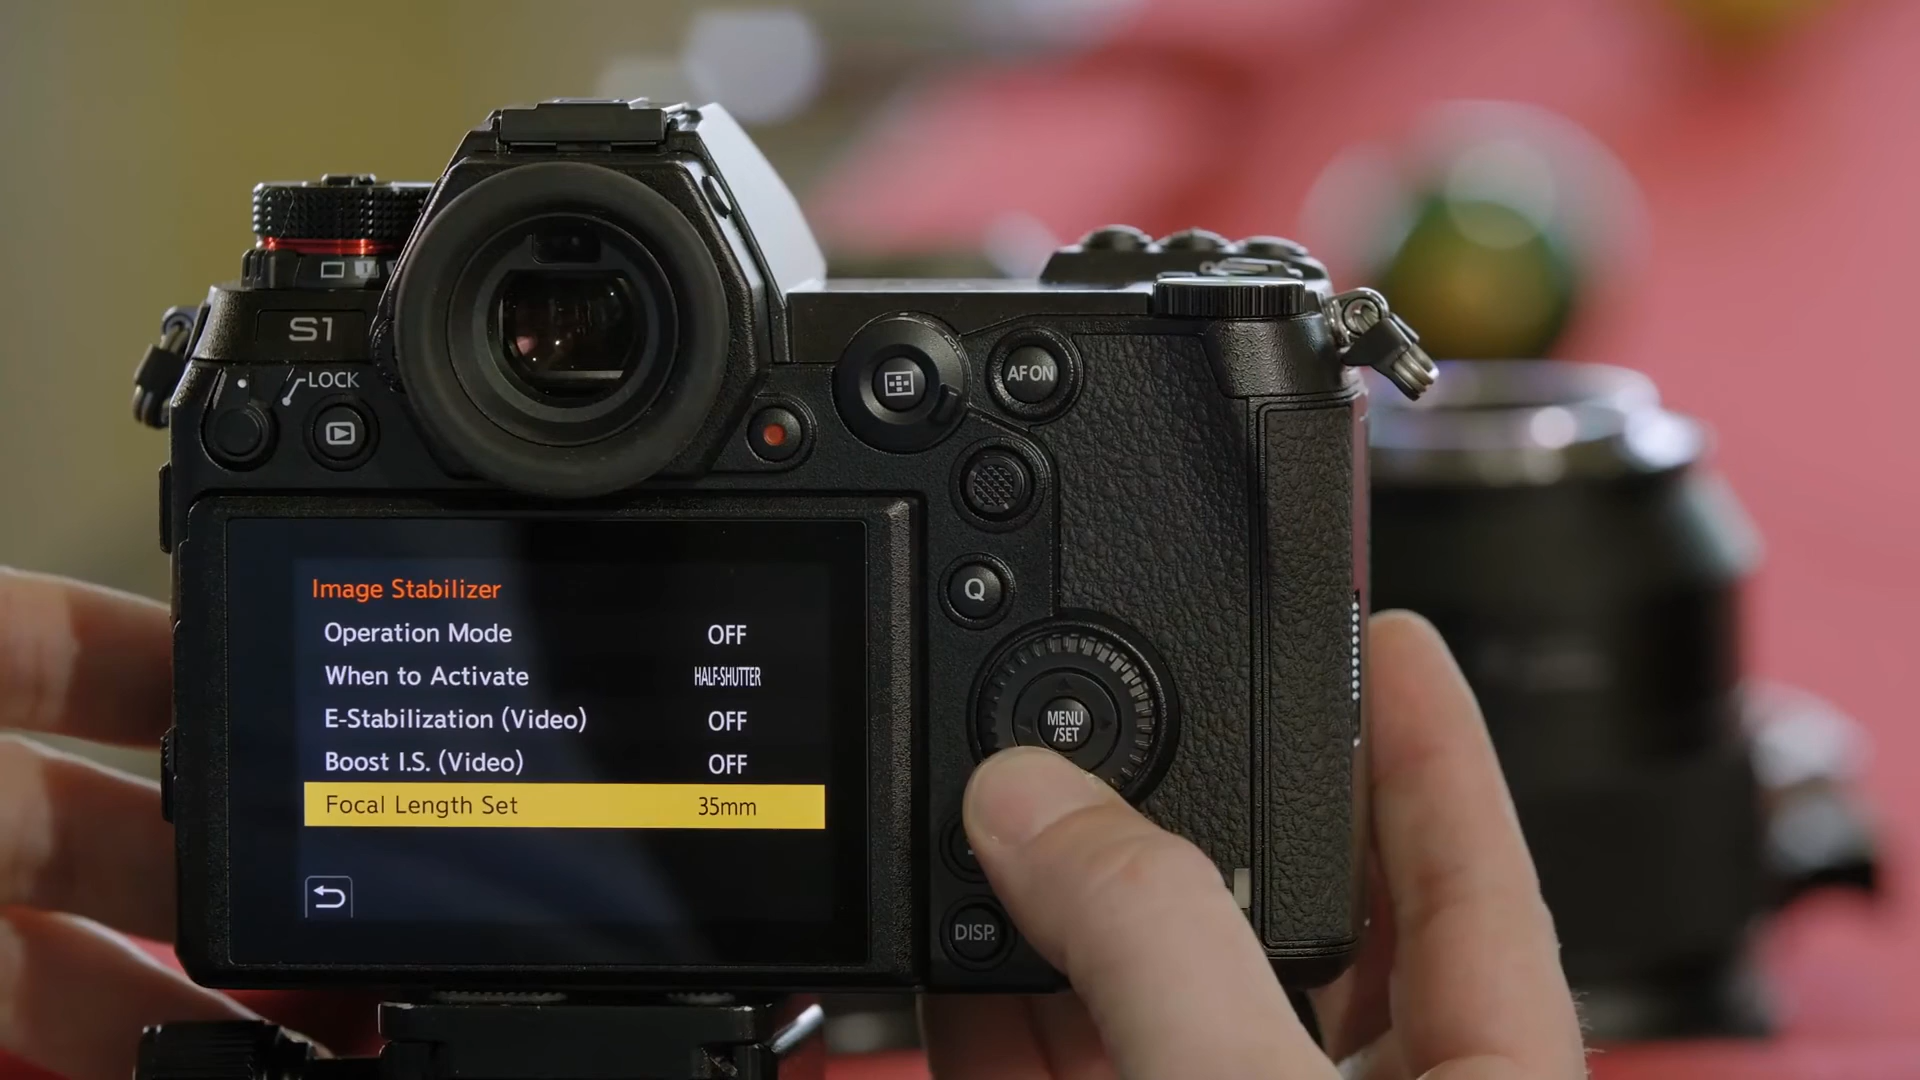 S1
LOCK
AF ON
Image Stabilizer
Operation Mode OFF
When to Activate HALF-SHUTTER
E-Stabilization (Video) OFF
Boost I.S. (Video) OFF
Focal Length Set 35mm
Q
MENU
/SET
DISP.